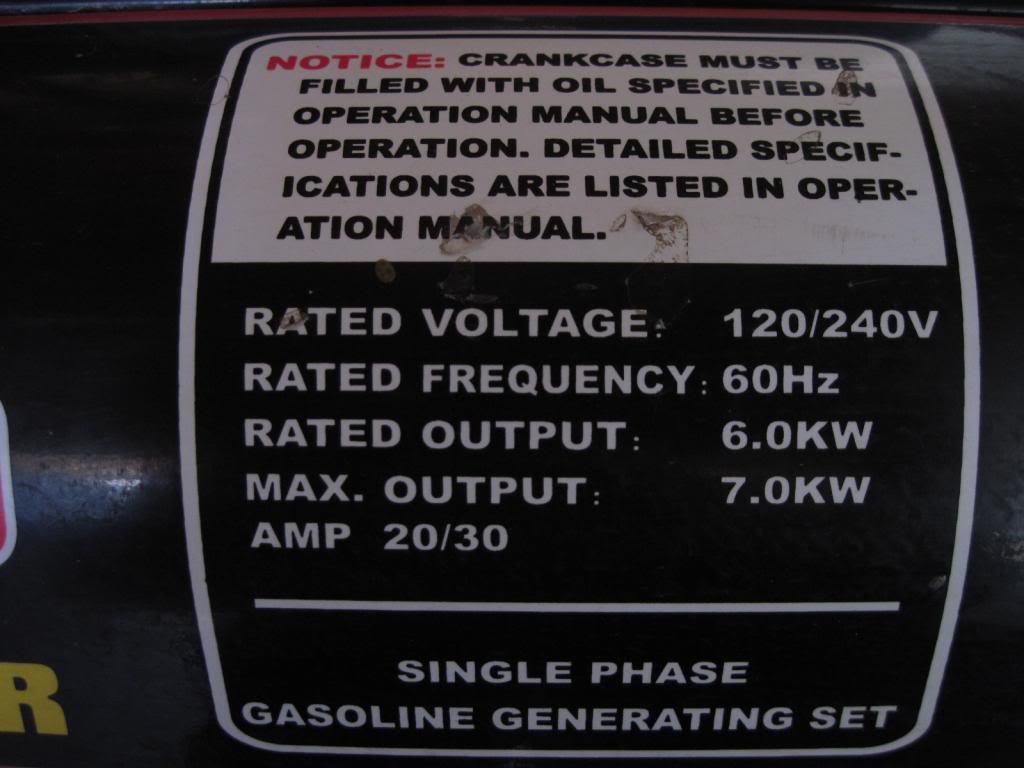 NOTICE: CRANKCASE MUST BE
FILLED WITH OIL SPECIFIED IN
OPERATION MANUAL BEFORE
OPERATION. DETAILED SPECIF-
ICATIONS ARE LISTED IN OPER-
ATION MANUAL.
RATED VOLTAGE: 120/240V
RATED FREQUENCY: 60Hz
RATED OUTPUT: 6.0KW
MAX. OUTPUT: 7.0KW
AMP 20/30
SINGLE PHASE
GASOLINE GENERATING SET
R